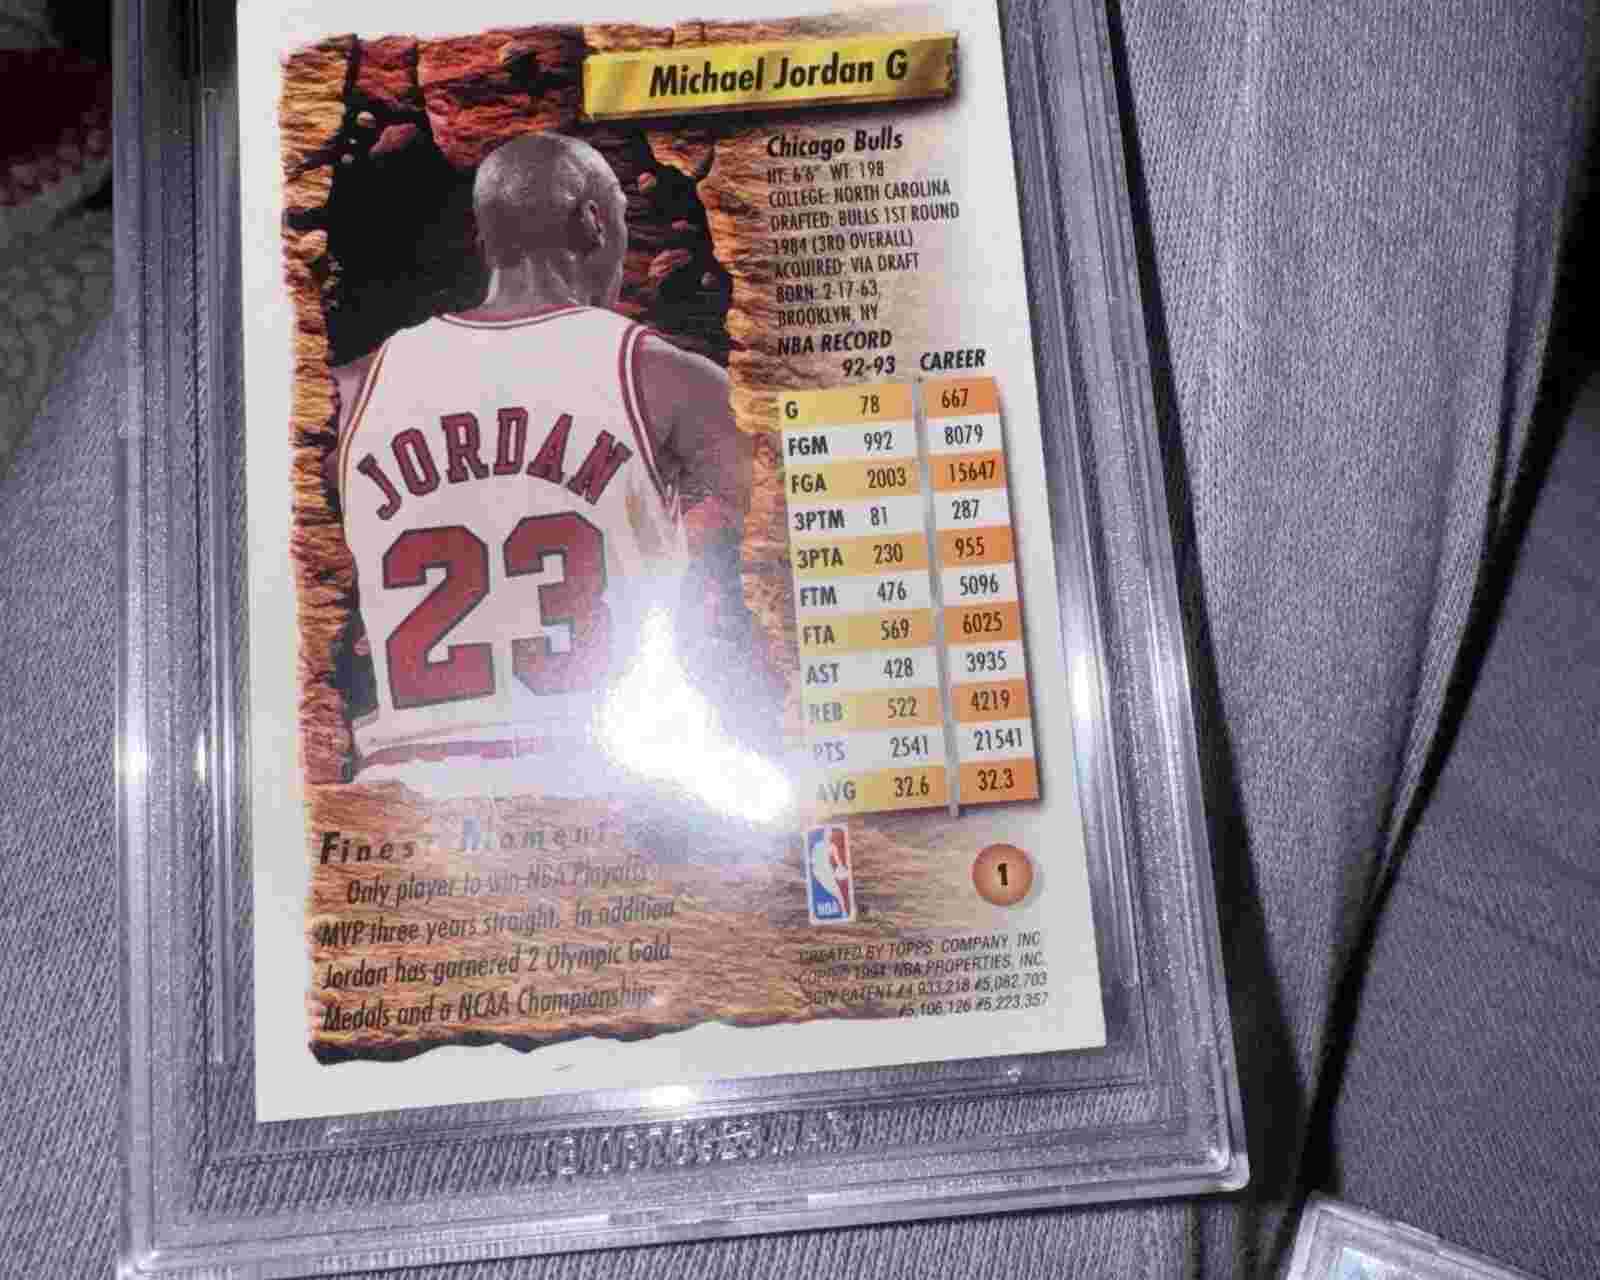 Michael Jordan G
Chicago Bulls
HT: 6'6" WT: 198
COLLEGE: NORTH CAROLINA
DRAFTED: BULLS 1ST ROUND
1984 (3RD OVERALL)
ACQUIRED: VIA DRAFT
BORN: 2-17-63,
BROOKLYN, NY
NBA RECORD
92-93 CAREER
G 78 667
FGM 992 8079
FGA 2003 15647
3PTM 81 287
3PTA 230 955
FTM 476 5096
FTA 569 6025
AST 428 3935
REB 522 4219
PTS 2541 21541
AVG 32.6 32.3
JORDAN
23
Finest Moment
Only player to win NBA Playoffs
MVP three years straight. In addition
Jordan has garnered 2 Olympic Gold
Medals and a NCAA Championship.
NBA
1
CREATED BY TOPPS COMPANY, INC
COPR. 1994 NBA PROPERTIES, INC.
PATENT #4,933,218 #5,082,703
#5,106,126 #5,223,357